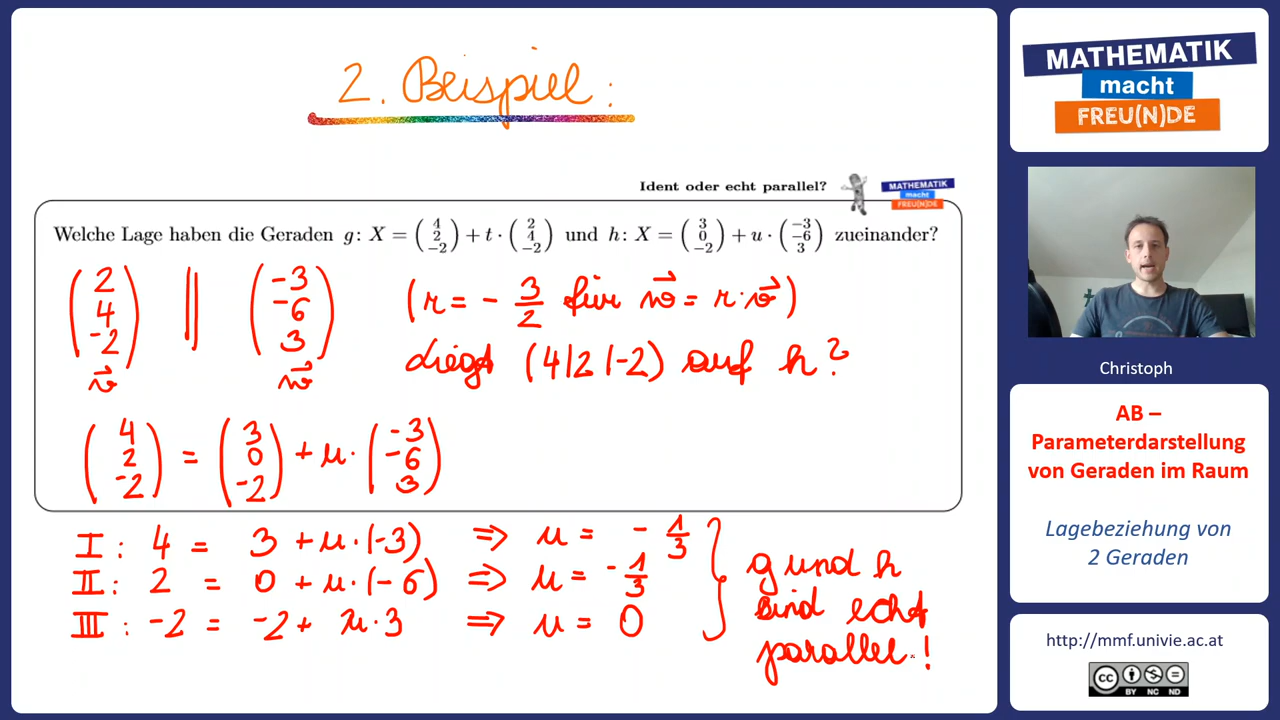 2. Beispiel:
Ident oder echt parallel?
MATHEMATIK
macht
FREU(N)DE
Welche Lage haben die Geraden g: X = (4 2 −2) + t · (2 4 −2) und h: X = (3 0 −2) + u · (−3 −6 3) zueinander?
(2 4 -2) || (-3 -6 3) (r = - 3/2 für w⃗ = r · v⃗)
v⃗ w⃗
Liegt (4|2|-2) auf h?
(4 2 -2) = (3 0 -2) + u · (-3 -6 3)
I : 4 = 3 + u · (-3) ⇒ u = - 1/3
II : 2 = 0 + u · (-6) ⇒ u = - 1/3
III : -2 = -2 + u · 3 ⇒ u = 0
g und h
sind echt
parallel!
MATHEMATIK
macht
FREU(N)DE
Christoph
AB –
Parameterdarstellung
von Geraden im Raum
Lagebeziehung von
2 Geraden
http://mmf.univie.ac.at
cc
BY NC ND